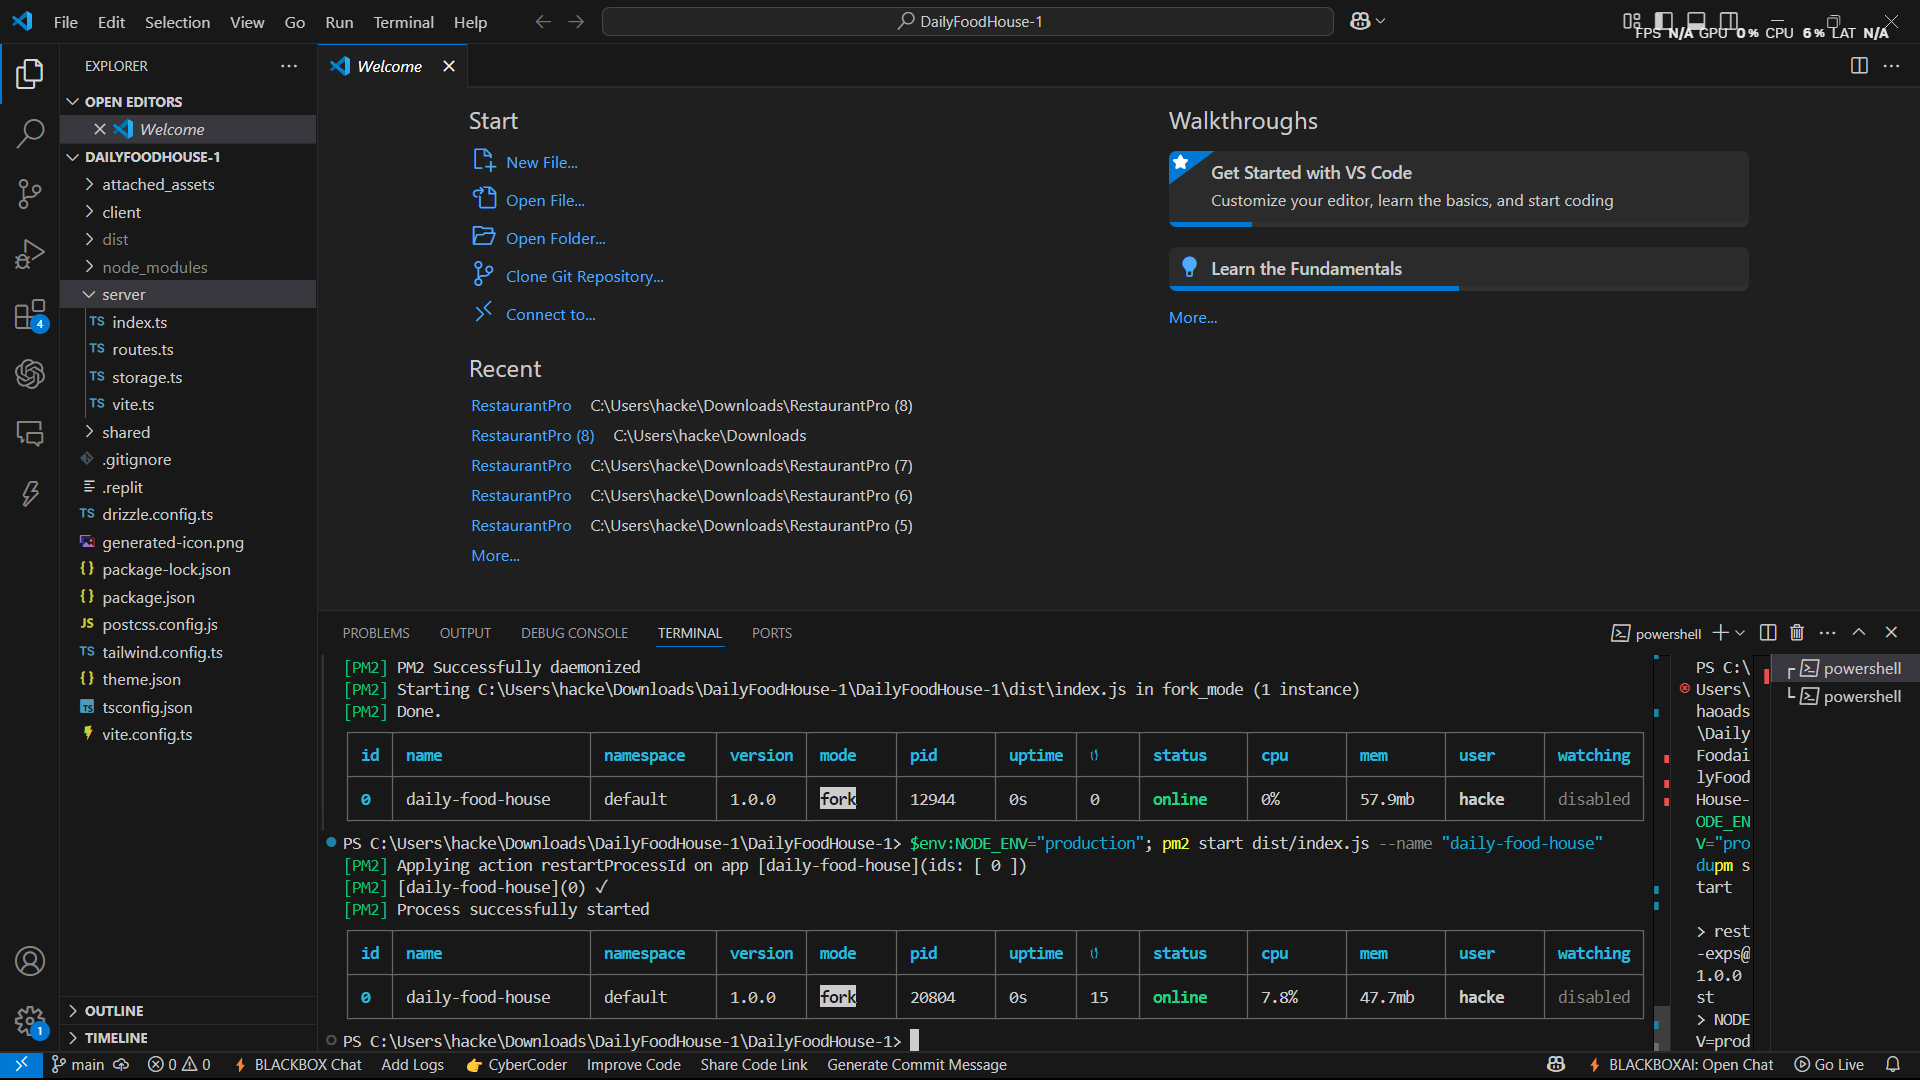 File Edit Selection View Go Run Terminal Help
DailyFoodHouse-1
FPS N/A GPU 0% CPU 6% LAT N/A
EXPLORER
OPEN EDITORS
Welcome
DAILYFOODHOUSE-1
attached_assets
client
dist
node_modules
server
TS index.ts
TS routes.ts
TS storage.ts
TS vite.ts
shared
.gitignore
.replit
TS drizzle.config.ts
generated-icon.png
{} package-lock.json
{} package.json
JS postcss.config.js
TS tailwind.config.ts
{} theme.json
TS tsconfig.json
vite.config.ts
OUTLINE
TIMELINE
4
1
Welcome
Start
New File...
Open File...
Open Folder...
Clone Git Repository...
Connect to...
Recent
RestaurantPro C:\Users\hacke\Downloads\RestaurantPro (8)
RestaurantPro (8) C:\Users\hacke\Downloads
RestaurantPro C:\Users\hacke\Downloads\RestaurantPro (7)
RestaurantPro C:\Users\hacke\Downloads\RestaurantPro (6)
RestaurantPro C:\Users\hacke\Downloads\RestaurantPro (5)
More...
Walkthroughs
Get Started with VS Code
Customize your editor, learn the basics, and start coding
Learn the Fundamentals
More...
PROBLEMS OUTPUT DEBUG CONSOLE TERMINAL PORTS
powershell
[PM2] PM2 Successfully daemonized
[PM2] Starting C:\Users\hacke\Downloads\DailyFoodHouse-1\DailyFoodHouse-1\dist\index.js in fork_mode (1 instance)
[PM2] Done.
id name namespace version mode pid uptime ↺ status cpu mem user watching
0 daily-food-house default 1.0.0 fork 12944 0s 0 online 0% 57.9mb hacke disabled
PS C:\Users\hacke\Downloads\DailyFoodHouse-1\DailyFoodHouse-1> $env:NODE_ENV="production"; pm2 start dist/index.js --name "daily-food-house"
[PM2] Applying action restartProcessId on app [daily-food-house](ids: [ 0 ])
[PM2] [daily-food-house](0) ✓
[PM2] Process successfully started
id name namespace version mode pid uptime ↺ status cpu mem user watching
0 daily-food-house default 1.0.0 fork 20804 0s 15 online 7.8% 47.7mb hacke disabled
PS C:\Users\hacke\Downloads\DailyFoodHouse-1\DailyFoodHouse-1>
PS C:\
Users\
haoads
\Daily
Foodai
lyFood
House-
ODE_EN
V="pro
dupm s
tart
> rest
-exps@
1.0.0
st
> NODE
V=prod
powershell
powershell
main 0 0 BLACKBOX Chat Add Logs CyberCoder Improve Code Share Code Link Generate Commit Message
BLACKBOXAI: Open Chat Go Live